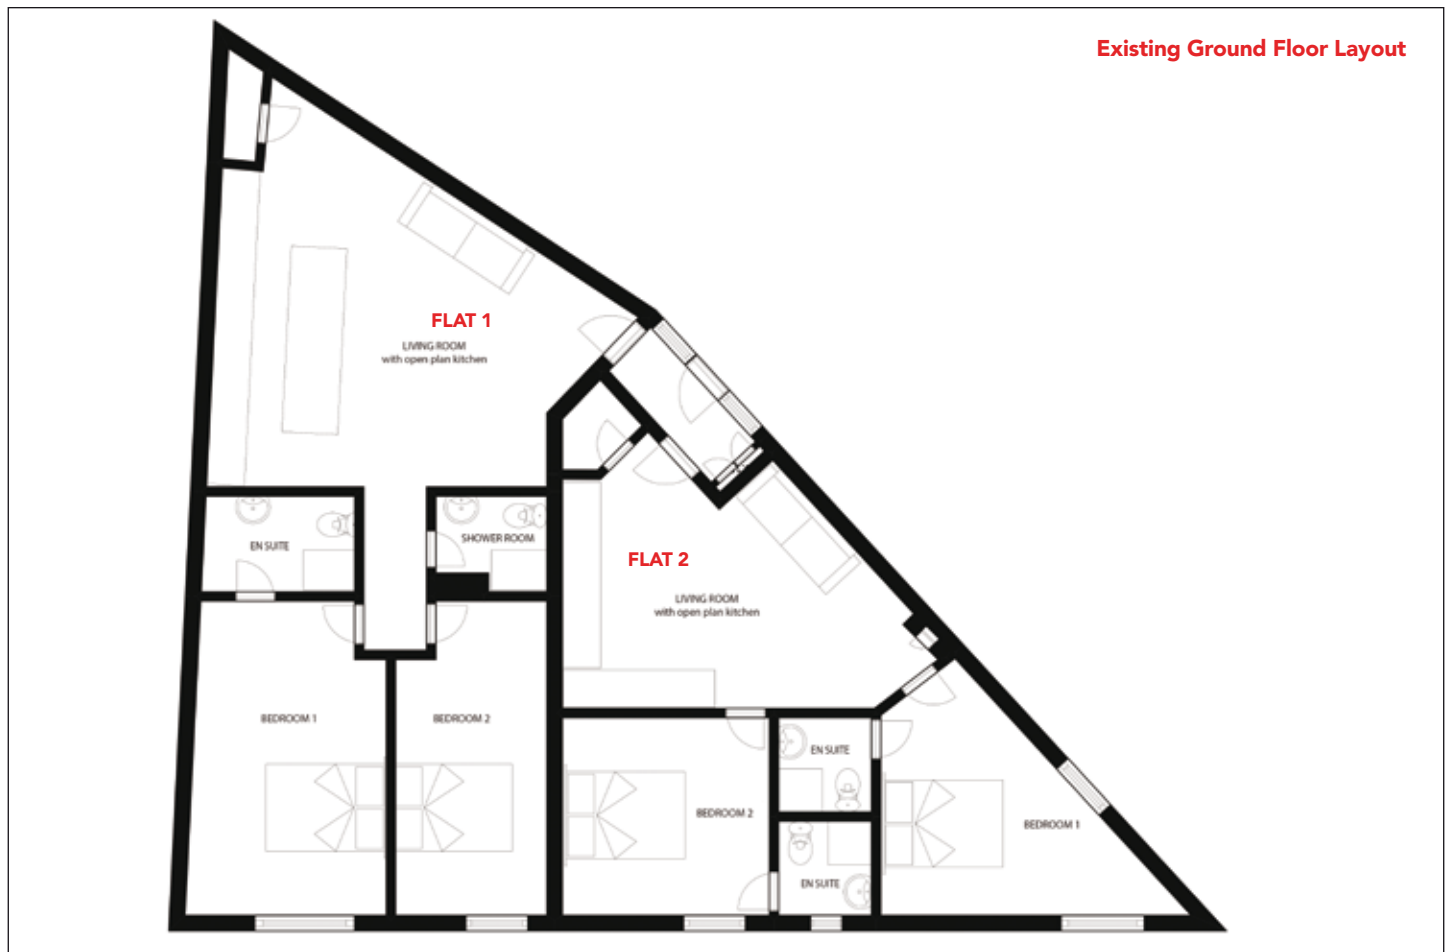 Existing Ground Floor Layout
FLAT 1
LIVING ROOM
with open plan kitchen
EN SUITE
SHOWER ROOM
FLAT 2
LIVING ROOM
with open plan kitchen
BEDROOM 1
BEDROOM 2
EN SUITE
BEDROOM 2
BEDROOM 1
EN SUITE